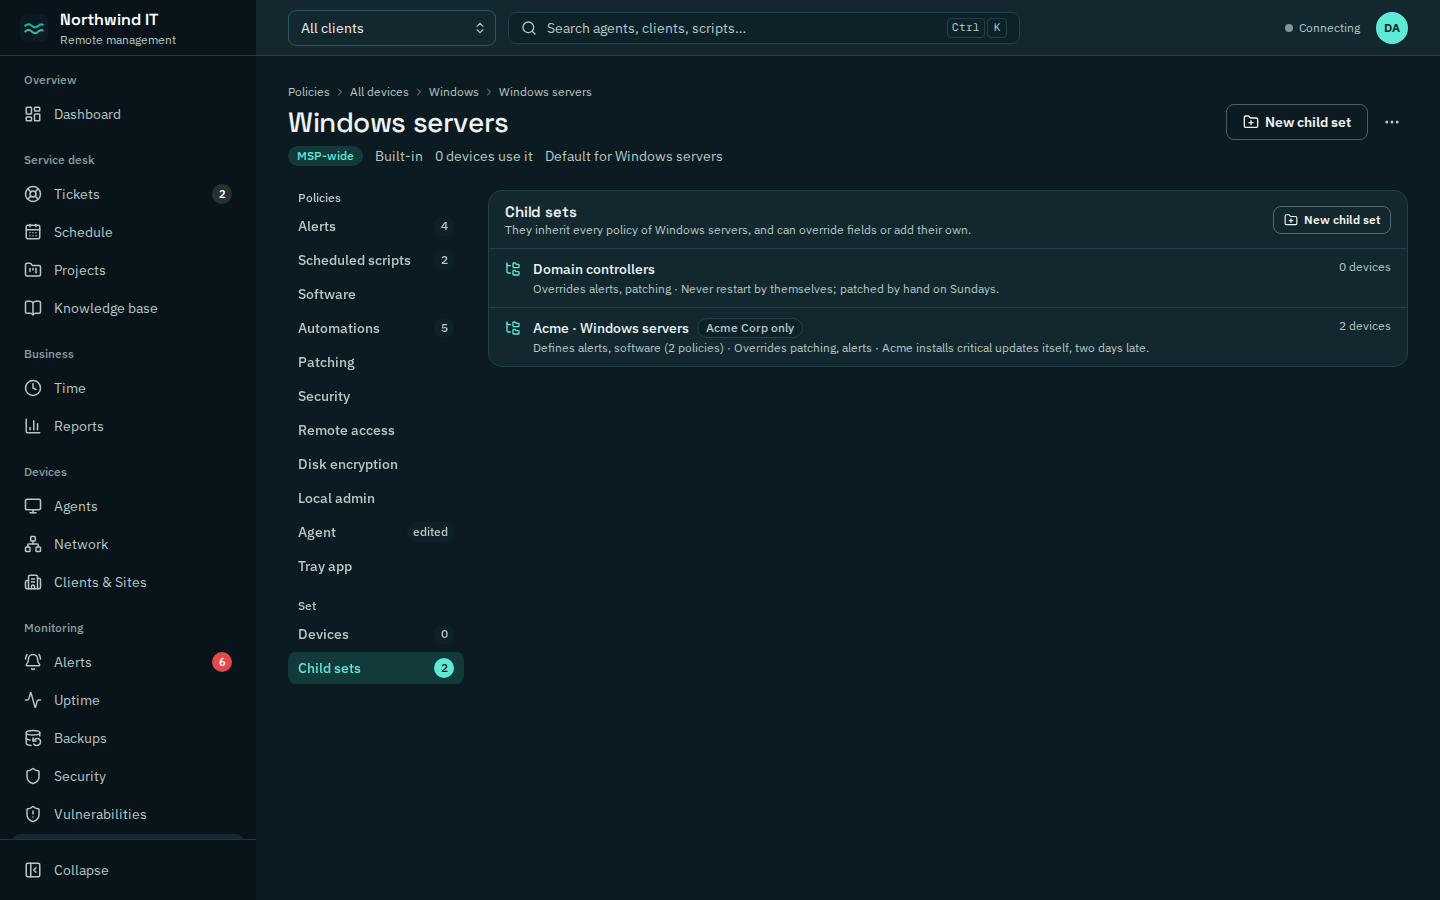 Northwind IT
Remote management
All clients
Search agents, clients, scripts...
Ctrl K
Connecting
DA
Overview
Dashboard
Service desk
Tickets 2
Schedule
Projects
Knowledge base
Business
Time
Reports
Devices
Agents
Network
Clients & Sites
Monitoring
Alerts 6
Uptime
Backups
Security
Vulnerabilities
Collapse
Policies > All devices > Windows > Windows servers
Windows servers
New child set
MSP-wide Built-in 0 devices use it Default for Windows servers
Policies
Alerts 4
Scheduled scripts 2
Software
Automations 5
Patching
Security
Remote access
Disk encryption
Local admin
Agent edited
Tray app
Set
Devices 0
Child sets 2
Child sets
They inherit every policy of Windows servers, and can override fields or add their own.
New child set
Domain controllers
0 devices
Overrides alerts, patching · Never restart by themselves; patched by hand on Sundays.
Acme · Windows servers Acme Corp only
2 devices
Defines alerts, software (2 policies) · Overrides patching, alerts · Acme installs critical updates itself, two days late.